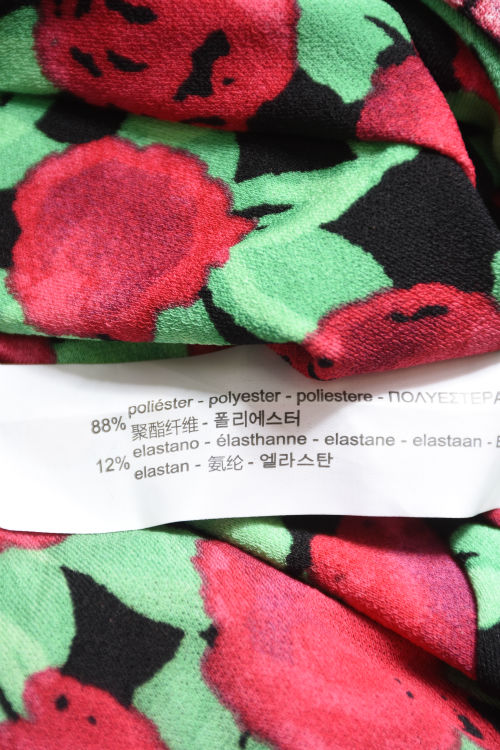 88% poliéster - polyester - poliestere - ΠΟΛΥΕΣΤΕΡΑ
聚酯纤维 - 폴리에스터
12% elastano - élasthanne - elastane - elastaan -
elastan - 氨纶 - 엘라스탄